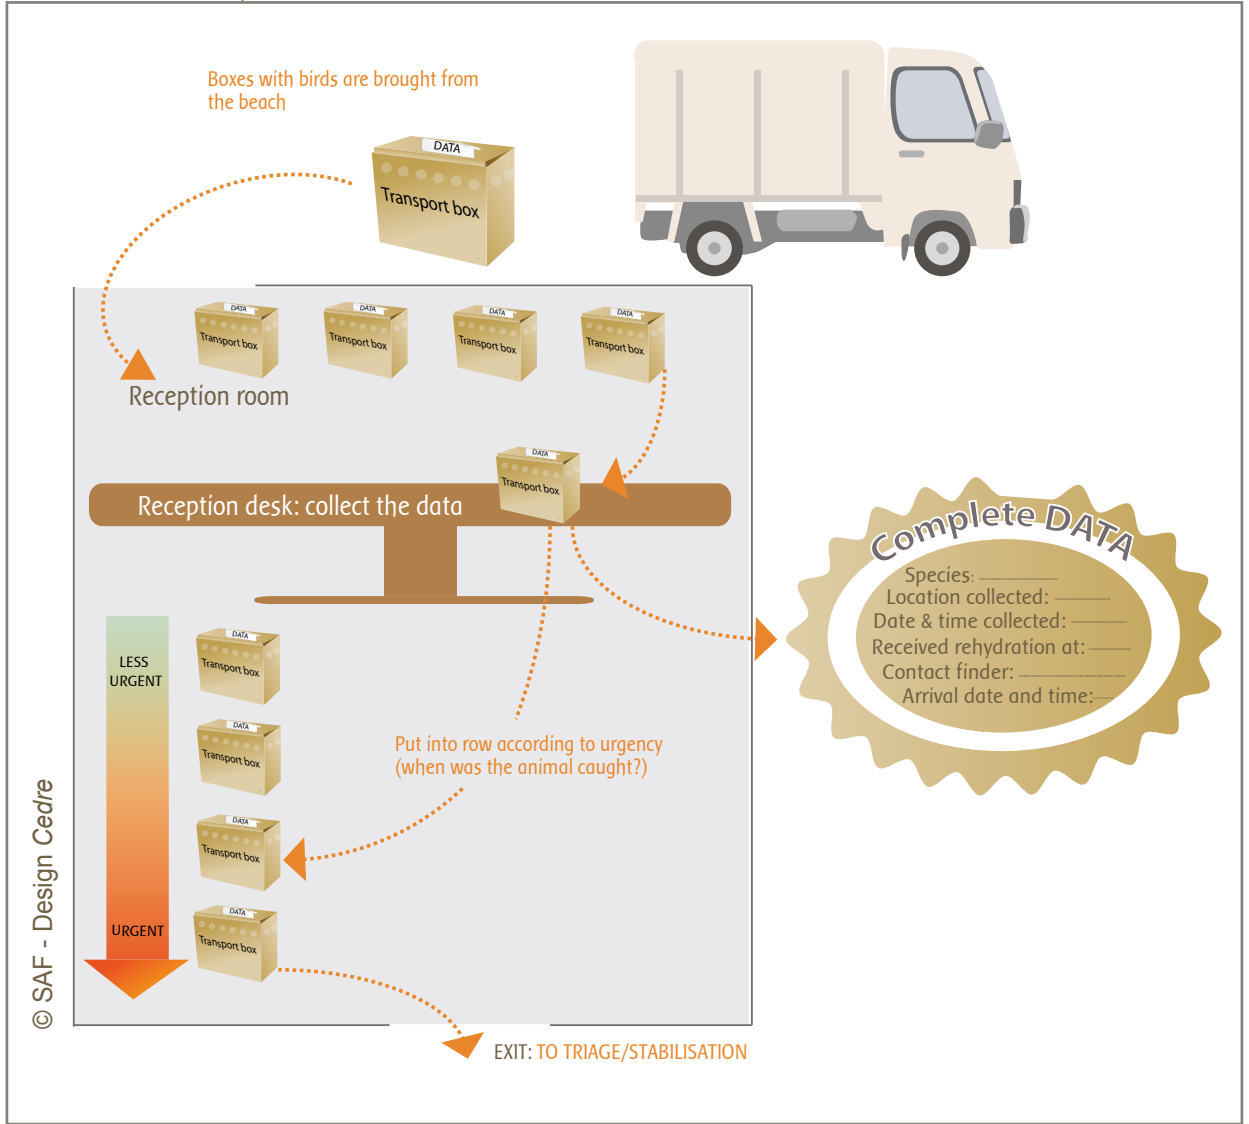 Boxes with birds are brought from
the beach
DATA
Transport box
DATA
Transport box
DATA
Transport box
DATA
Transport box
DATA
Transport box
Reception room
DATA
Transport box
Reception desk: collect the data
Complete DATA
Species:
Location collected:
Date & time collected:
Received rehydration at:
Contact finder:
Arrival date and time:
LESS
URGENT
DATA
Transport box
DATA
Transport box
Put into row according to urgency
(when was the animal caught?)
DATA
Transport box
URGENT
DATA
Transport box
EXIT: TO TRIAGE/STABILISATION
© SAF - Design Cedre